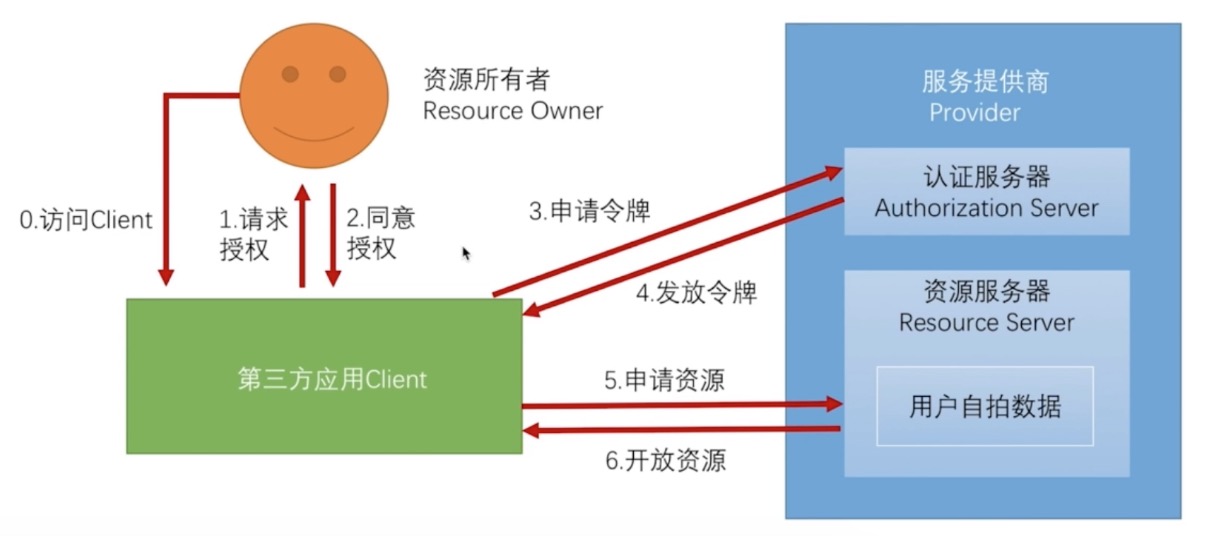 资源所有者
Resource Owner
服务提供商
Provider
认证服务器
Authorization Server
0.访问Client
1.请求
授权
2.同意
授权
3.申请令牌
4.发放令牌
资源服务器
Resource Server
第三方应用Client
5.申请资源
用户自拍数据
6.开放资源